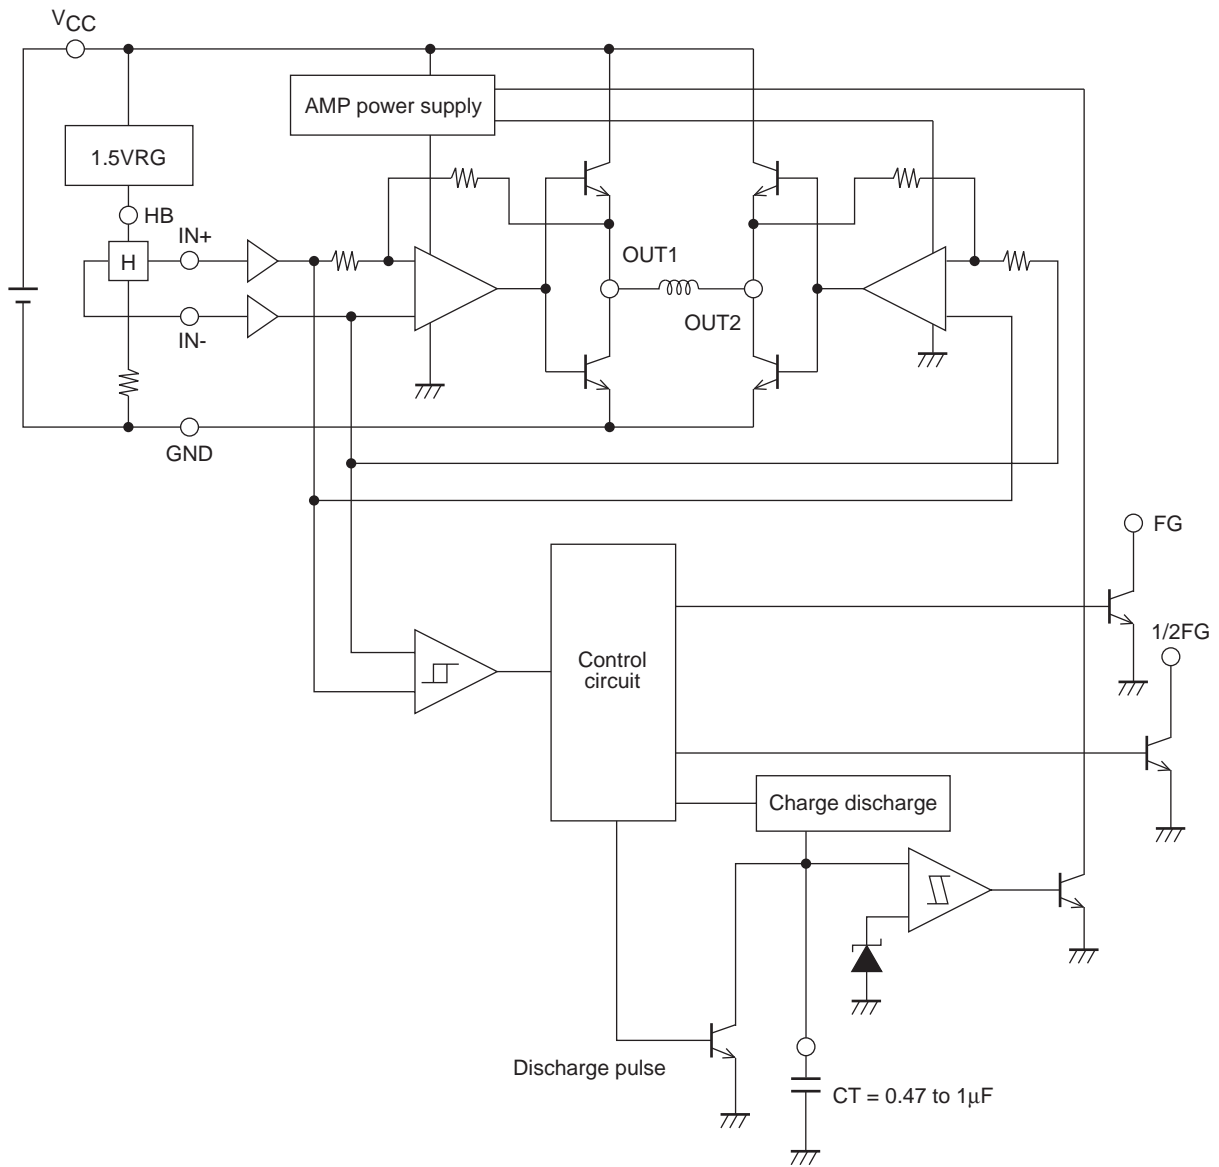 VCC
AMP power supply
1.5VRG
HB
IN+
H
OUT1
OUT2
IN-
GND
FG
1/2FG
Control
circuit
Charge discharge
Discharge pulse
CT = 0.47 to 1μF